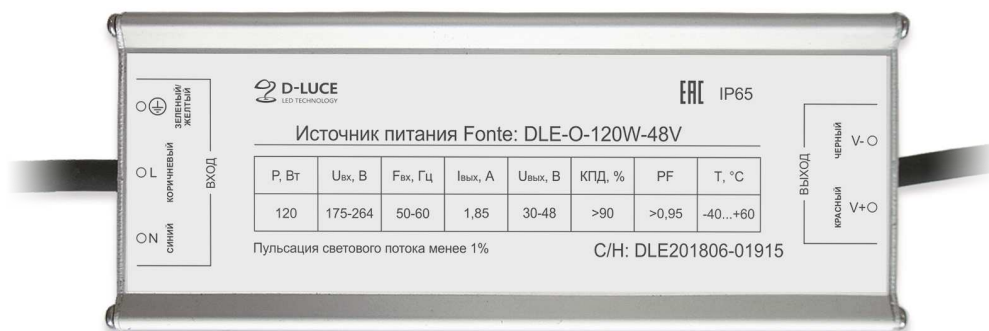 ВХОД
ЗЕЛЕНЫЙ/
ЖЕЛТЫЙ
L
КОРИЧНЕВЫЙ
N
СИНИЙ
D-LUCE
LED TECHNOLOGY
EAC IP65
Источник питания Fonte: DLE-O-120W-48V
P, Вт Uвх, В Fвх, Гц Iвых, А Uвых, В КПД, % PF T, °C
120 175-264 50-60 1,85 30-48 >90 >0,95 -40...+60
Пульсация светового потока менее 1% С/Н: DLE201806-01915
ВЫХОД
ЧЕРНЫЙ
V-
КРАСНЫЙ
V+